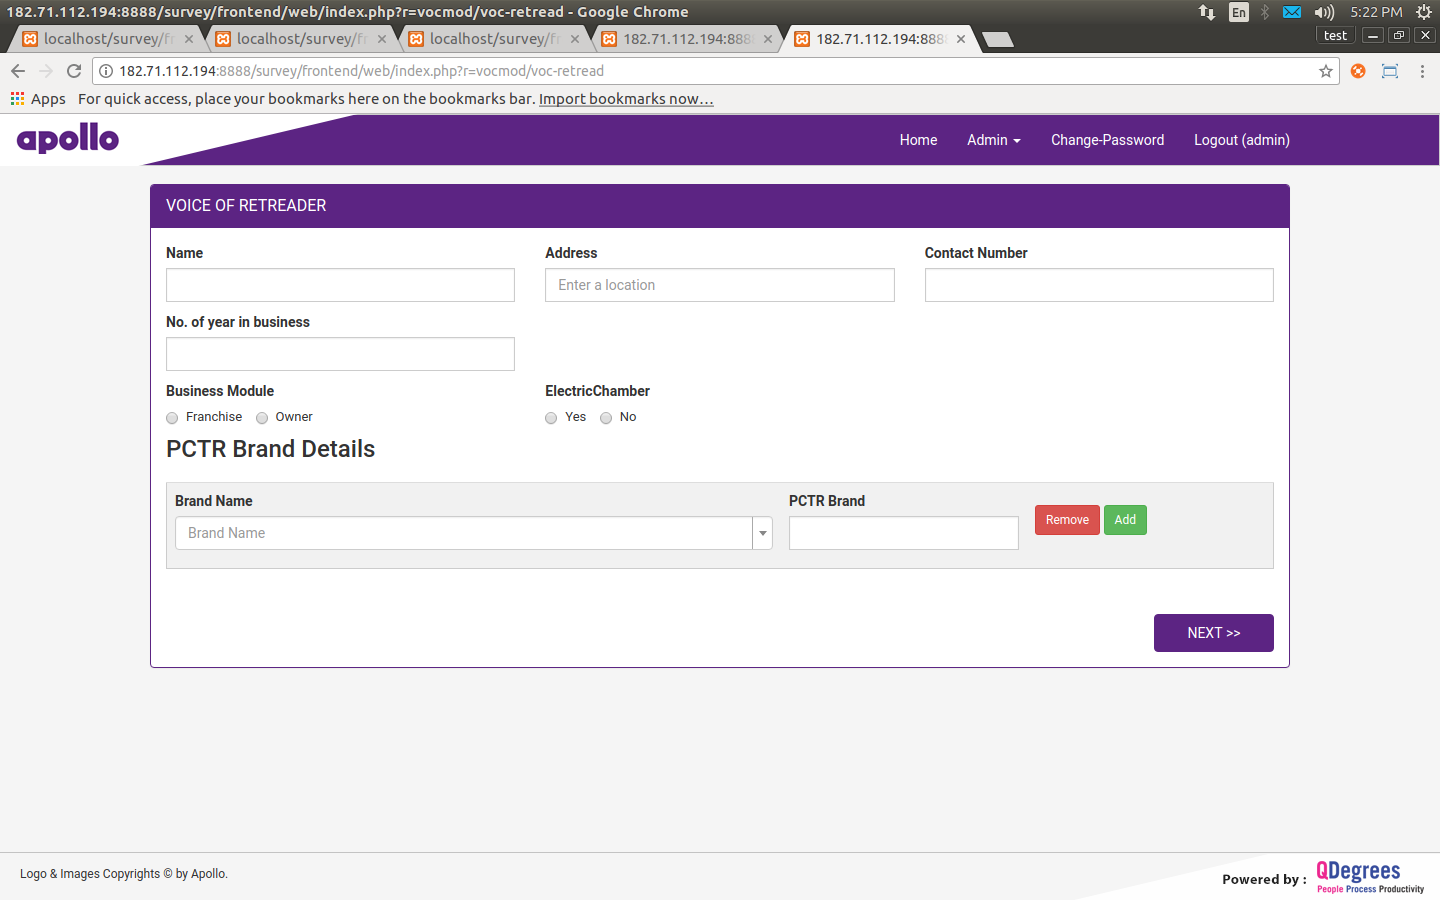 182.71.112.194:8888/survey/frontend/web/index.php?r=vocmod/voc-retread - Google Chrome
En
5:22 PM
localhost/survey/fr
localhost/survey/fr
localhost/survey/fr
182.71.112.194:888
182.71.112.194:888
test
182.71.112.194:8888/survey/frontend/web/index.php?r=vocmod/voc-retread
Apps For quick access, place your bookmarks here on the bookmarks bar. Import bookmarks now...
apollo
Home Admin Change-Password Logout (admin)
VOICE OF RETREADER
Name Address Contact Number
Enter a location
No. of year in business
Business Module ElectricChamber
Franchise Owner Yes No
PCTR Brand Details
Brand Name PCTR Brand
Brand Name
Remove Add
NEXT >>
Logo & Images Copyrights © by Apollo.
Powered by : QDegrees
People Process Productivity